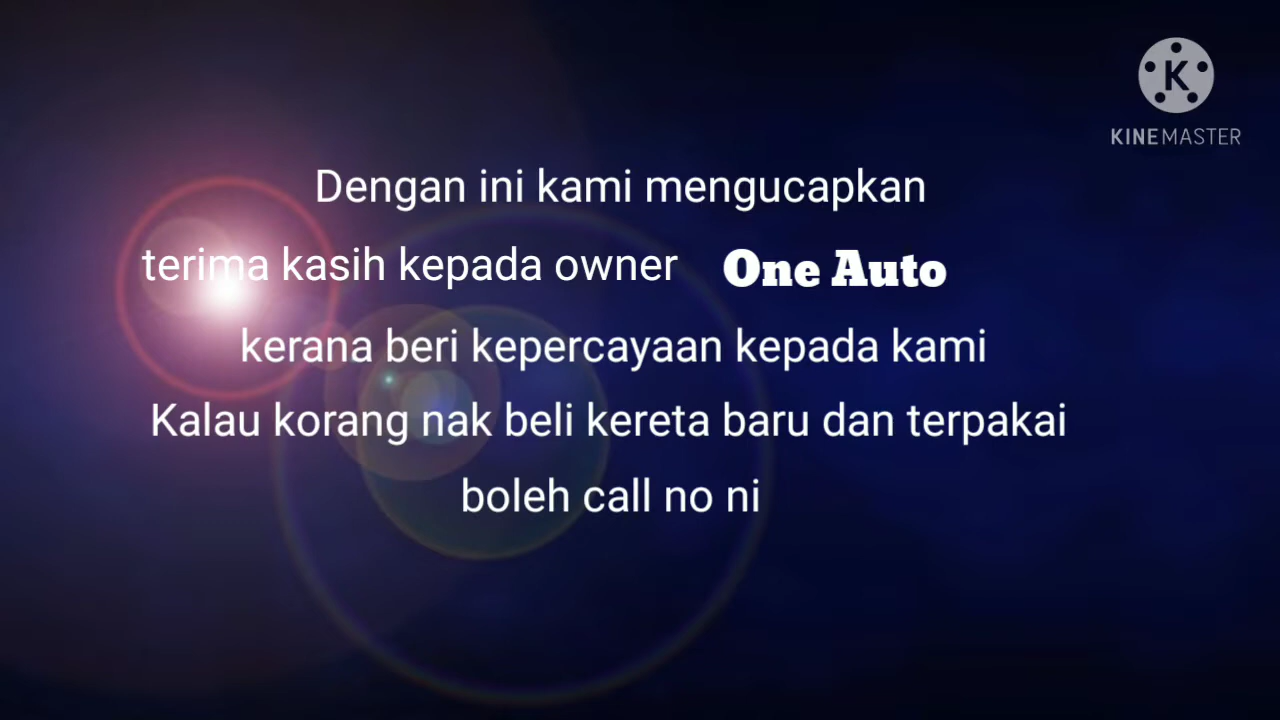 K
KINEMASTER
Dengan ini kami mengucapkan
terima kasih kepada owner One Auto
kerana beri kepercayaan kepada kami
Kalau korang nak beli kereta baru dan terpakai
boleh call no ni